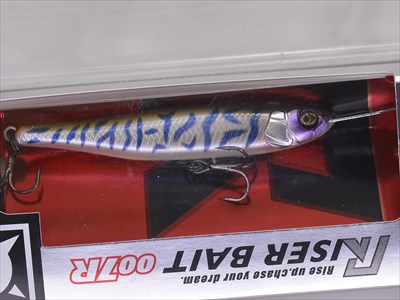 RISER BAIT 007R
Rise up.chase your dream.